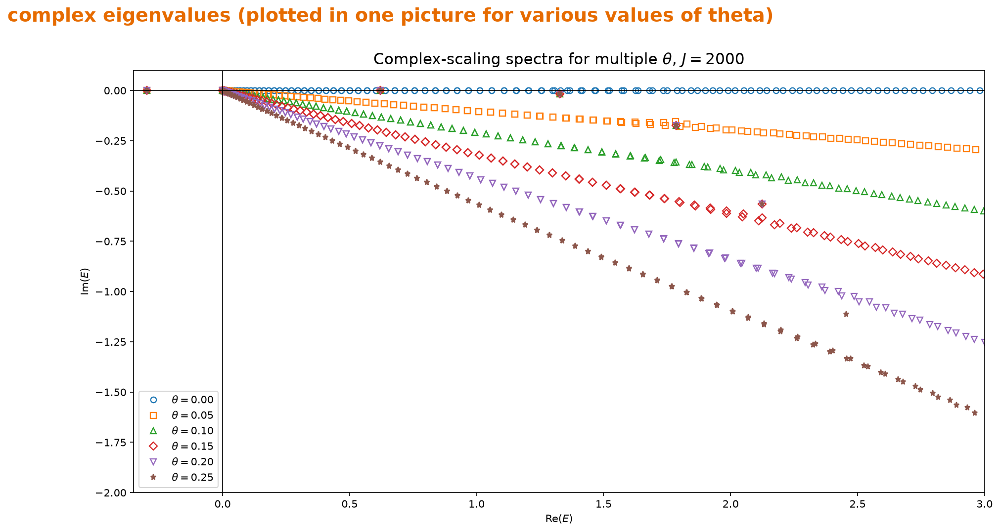 complex eigenvalues (plotted in one picture for various values of theta)
Complex-scaling spectra for multiple θ, J = 2000
0.00
−0.25
−0.50
−0.75
−1.00
−1.25
−1.50
−1.75
−2.00
Im(E)
θ = 0.00
θ = 0.05
θ = 0.10
θ = 0.15
θ = 0.20
θ = 0.25
0.0 0.5 1.0 1.5 2.0 2.5 3.0
Re(E)